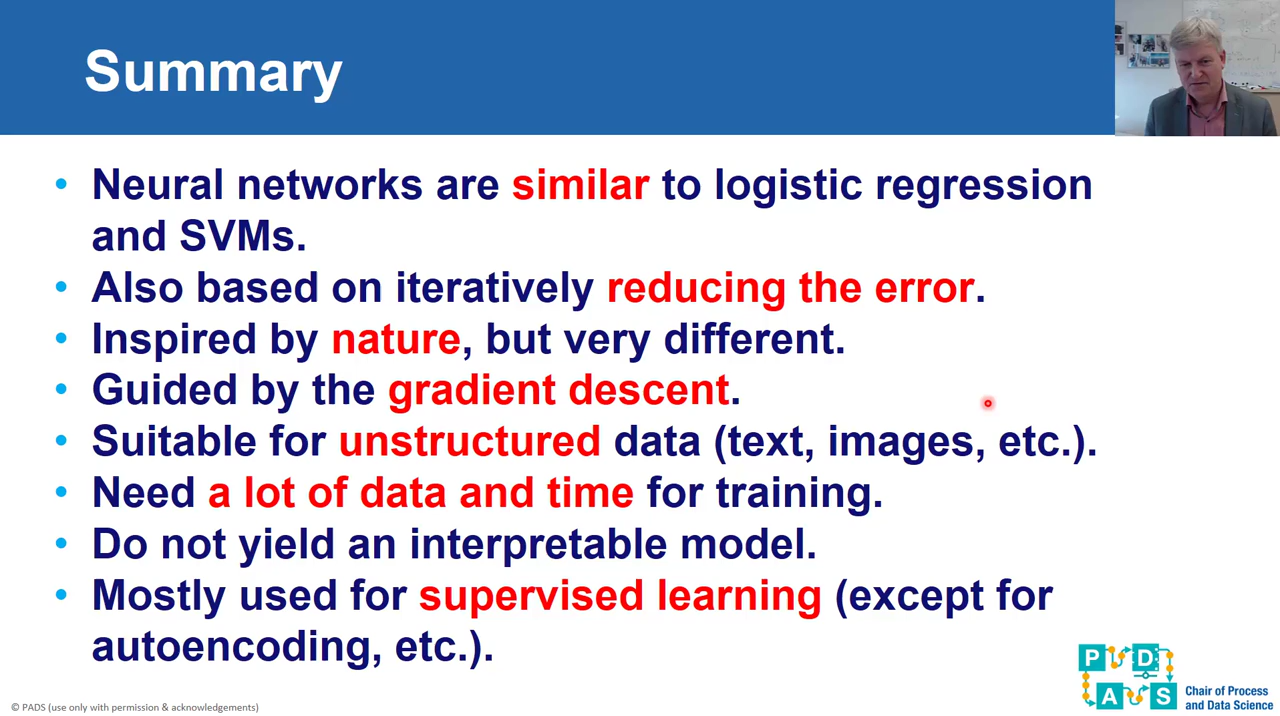 Summary
• Neural networks are similar to logistic regression
and SVMs.
• Also based on iteratively reducing the error.
• Inspired by nature, but very different.
• Guided by the gradient descent.
• Suitable for unstructured data (text, images, etc.).
• Need a lot of data and time for training.
• Do not yield an interpretable model.
• Mostly used for supervised learning (except for
autoencoding, etc.).
P D
A S
Chair of Process
and Data Science
© PADS (use only with permission & acknowledgements)